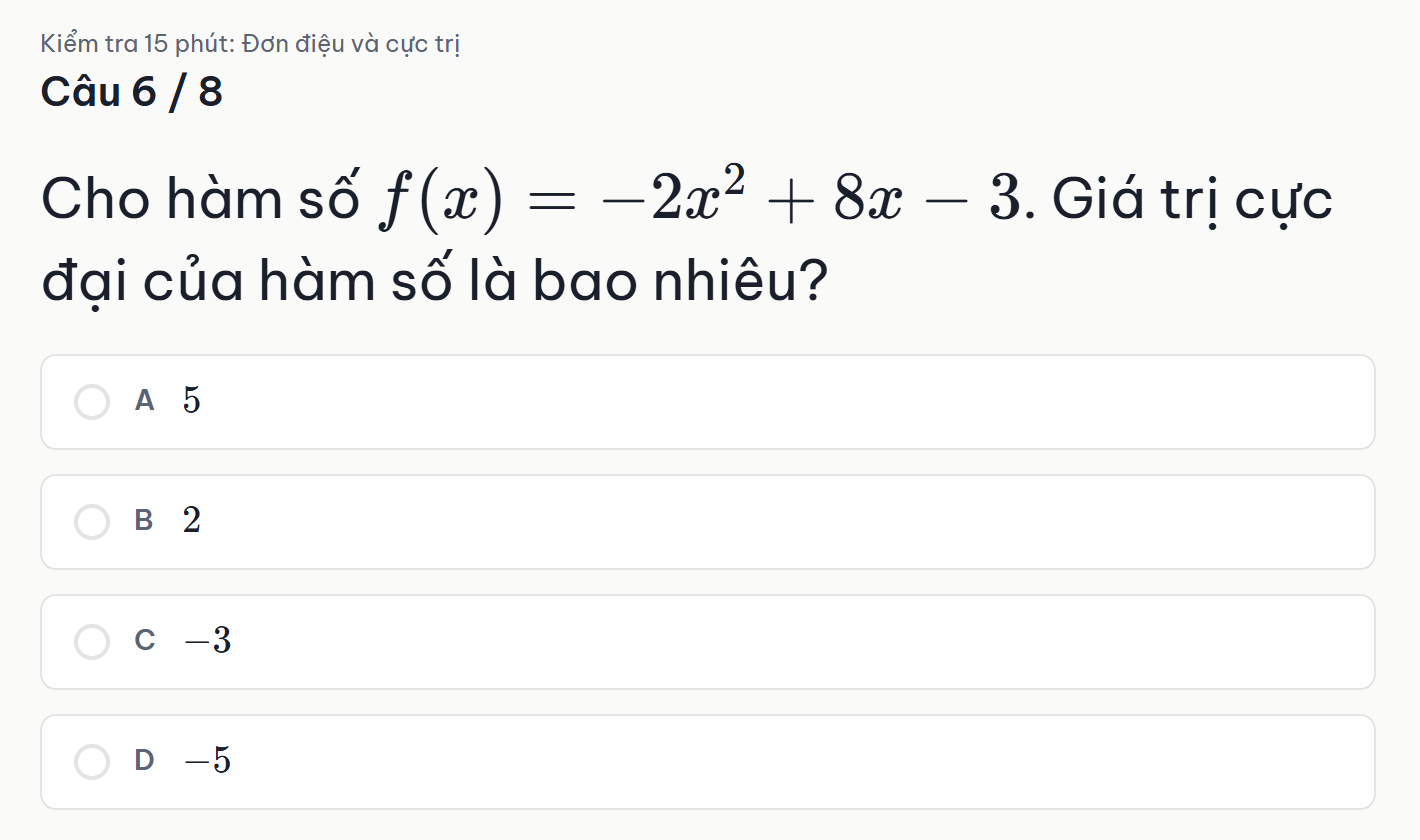 Kiểm tra 15 phút: Đơn điệu và cực trị
Câu 6 / 8
Cho hàm số f(x) = −2x² + 8x − 3. Giá trị cực
đại của hàm số là bao nhiêu?
A 5
B 2
C −3
D −5